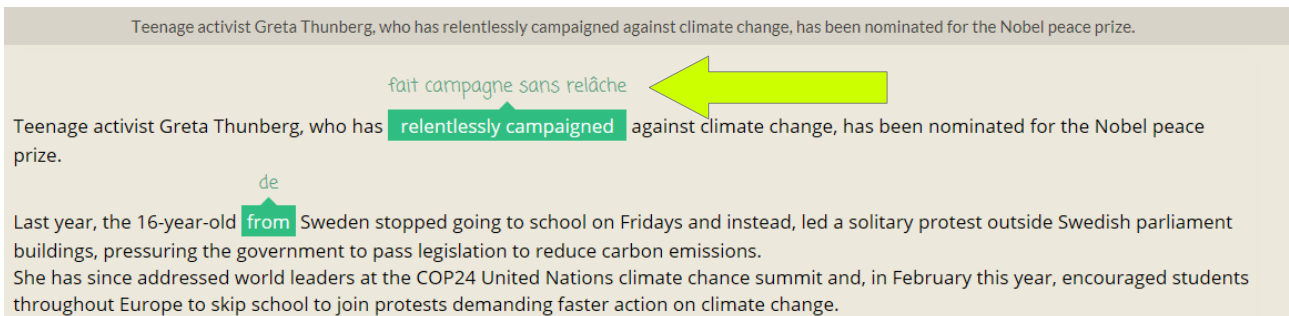 Teenage activist Greta Thunberg, who has relentlessly campaigned against climate change, has been nominated for the Nobel peace prize.
fait campagne sans relâche
Teenage activist Greta Thunberg, who has relentlessly campaigned against climate change, has been nominated for the Nobel peace
prize.
de
Last year, the 16-year-old from Sweden stopped going to school on Fridays and instead, led a solitary protest outside Swedish parliament
buildings, pressuring the government to pass legislation to reduce carbon emissions.
She has since addressed world leaders at the COP24 United Nations climate chance summit and, in February this year, encouraged students
throughout Europe to skip school to join protests demanding faster action on climate change.